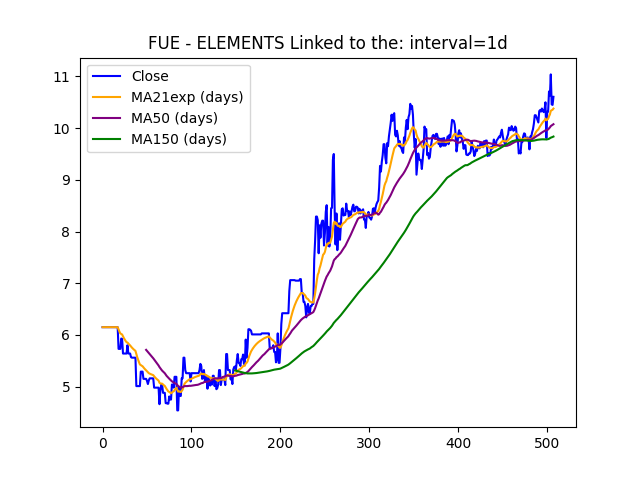 FUE - ELEMENTS Linked to the: interval=1d
Close
MA21exp (days)
MA50 (days)
MA150 (days)
11
10
9
8
7
6
5
0 100 200 300 400 500